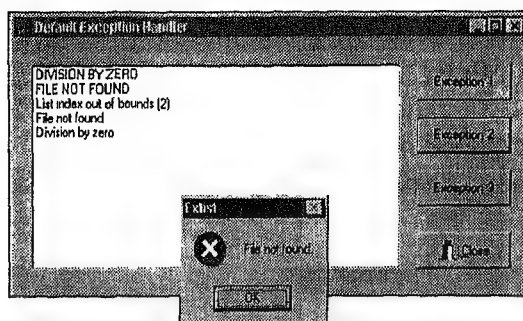 Default Exception Handler
DIVISION BY ZERO
FILE NOT FOUND
List index out of bounds (2)
File not found
Division by zero
Exception 1
Exception 2
Exception 3
Close
File not found.
OK